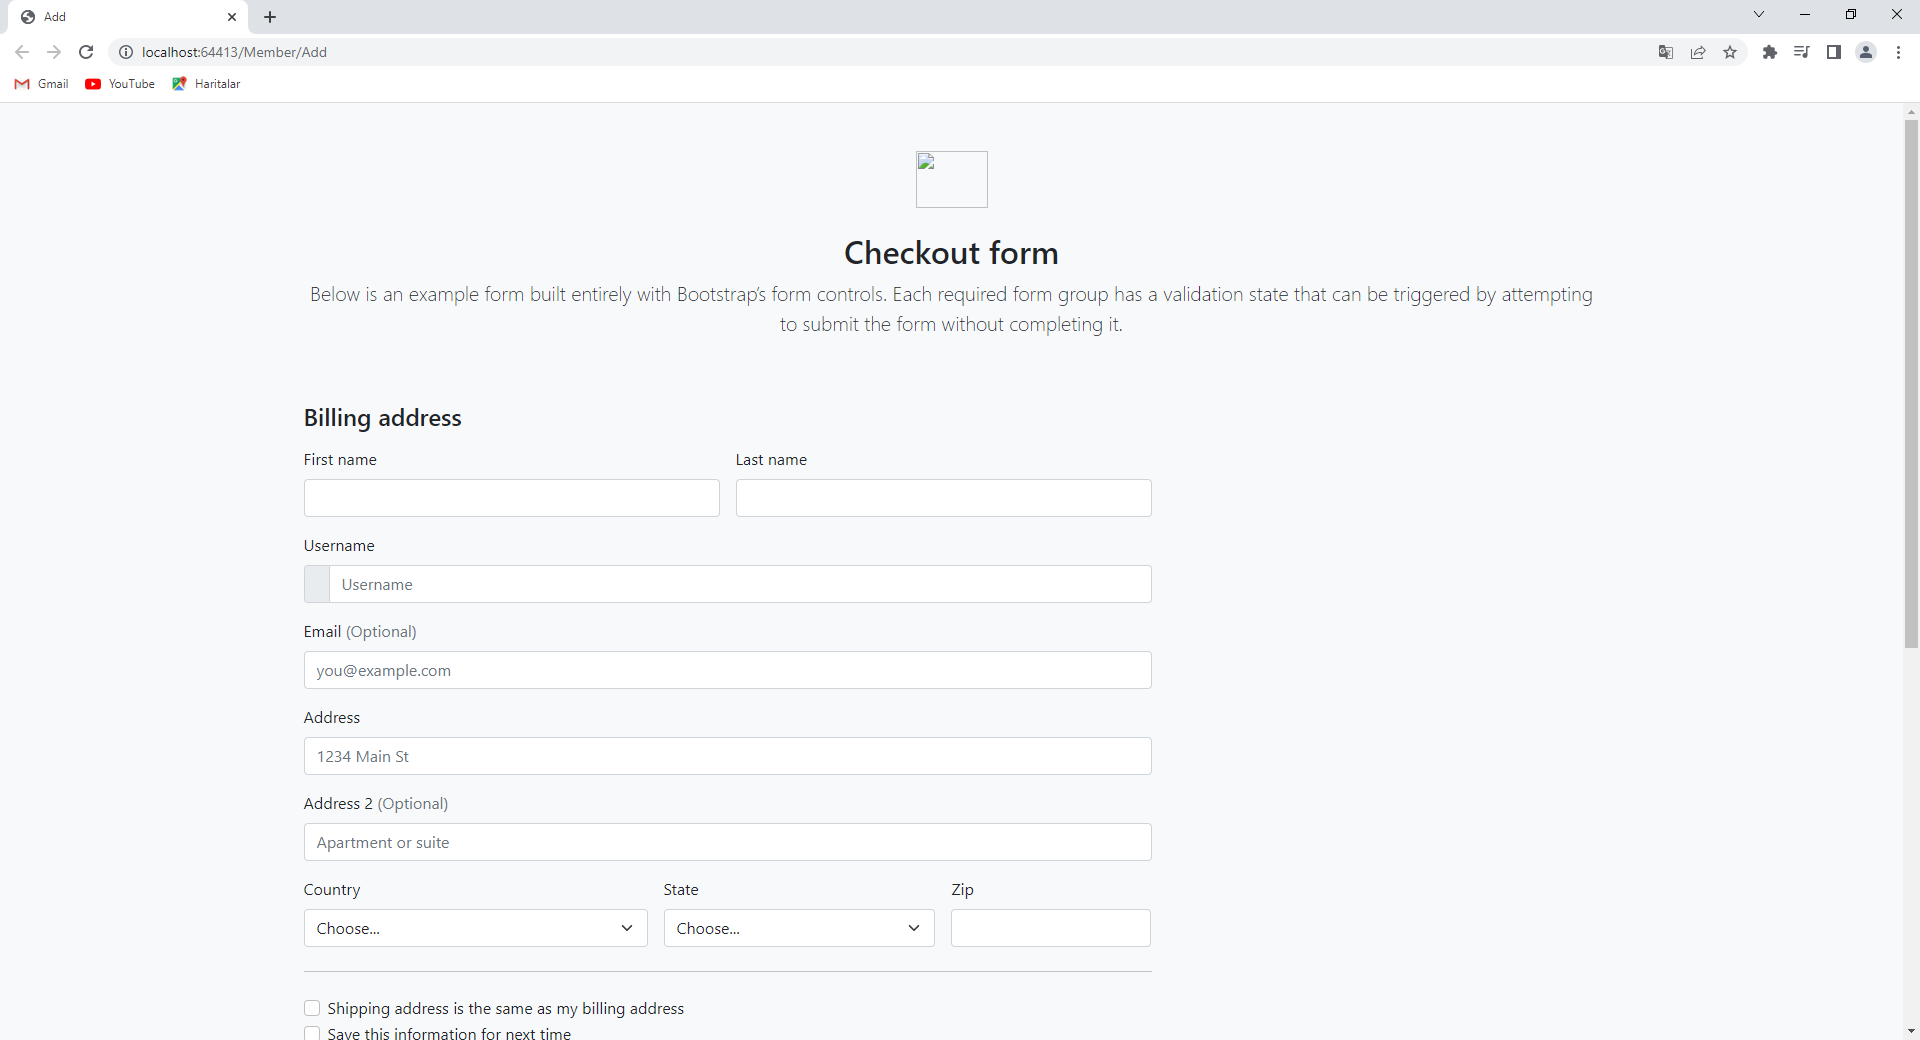 Add
localhost:64413/Member/Add
Gmail YouTube Haritalar
Checkout form
Below is an example form built entirely with Bootstrap’s form controls. Each required form group has a validation state that can be triggered by attempting
to submit the form without completing it.
Billing address
First name Last name
Username
Username
Email (Optional)
you@example.com
Address
1234 Main St
Address 2 (Optional)
Apartment or suite
Country State Zip
Choose... Choose...
Shipping address is the same as my billing address
Save this information for next time